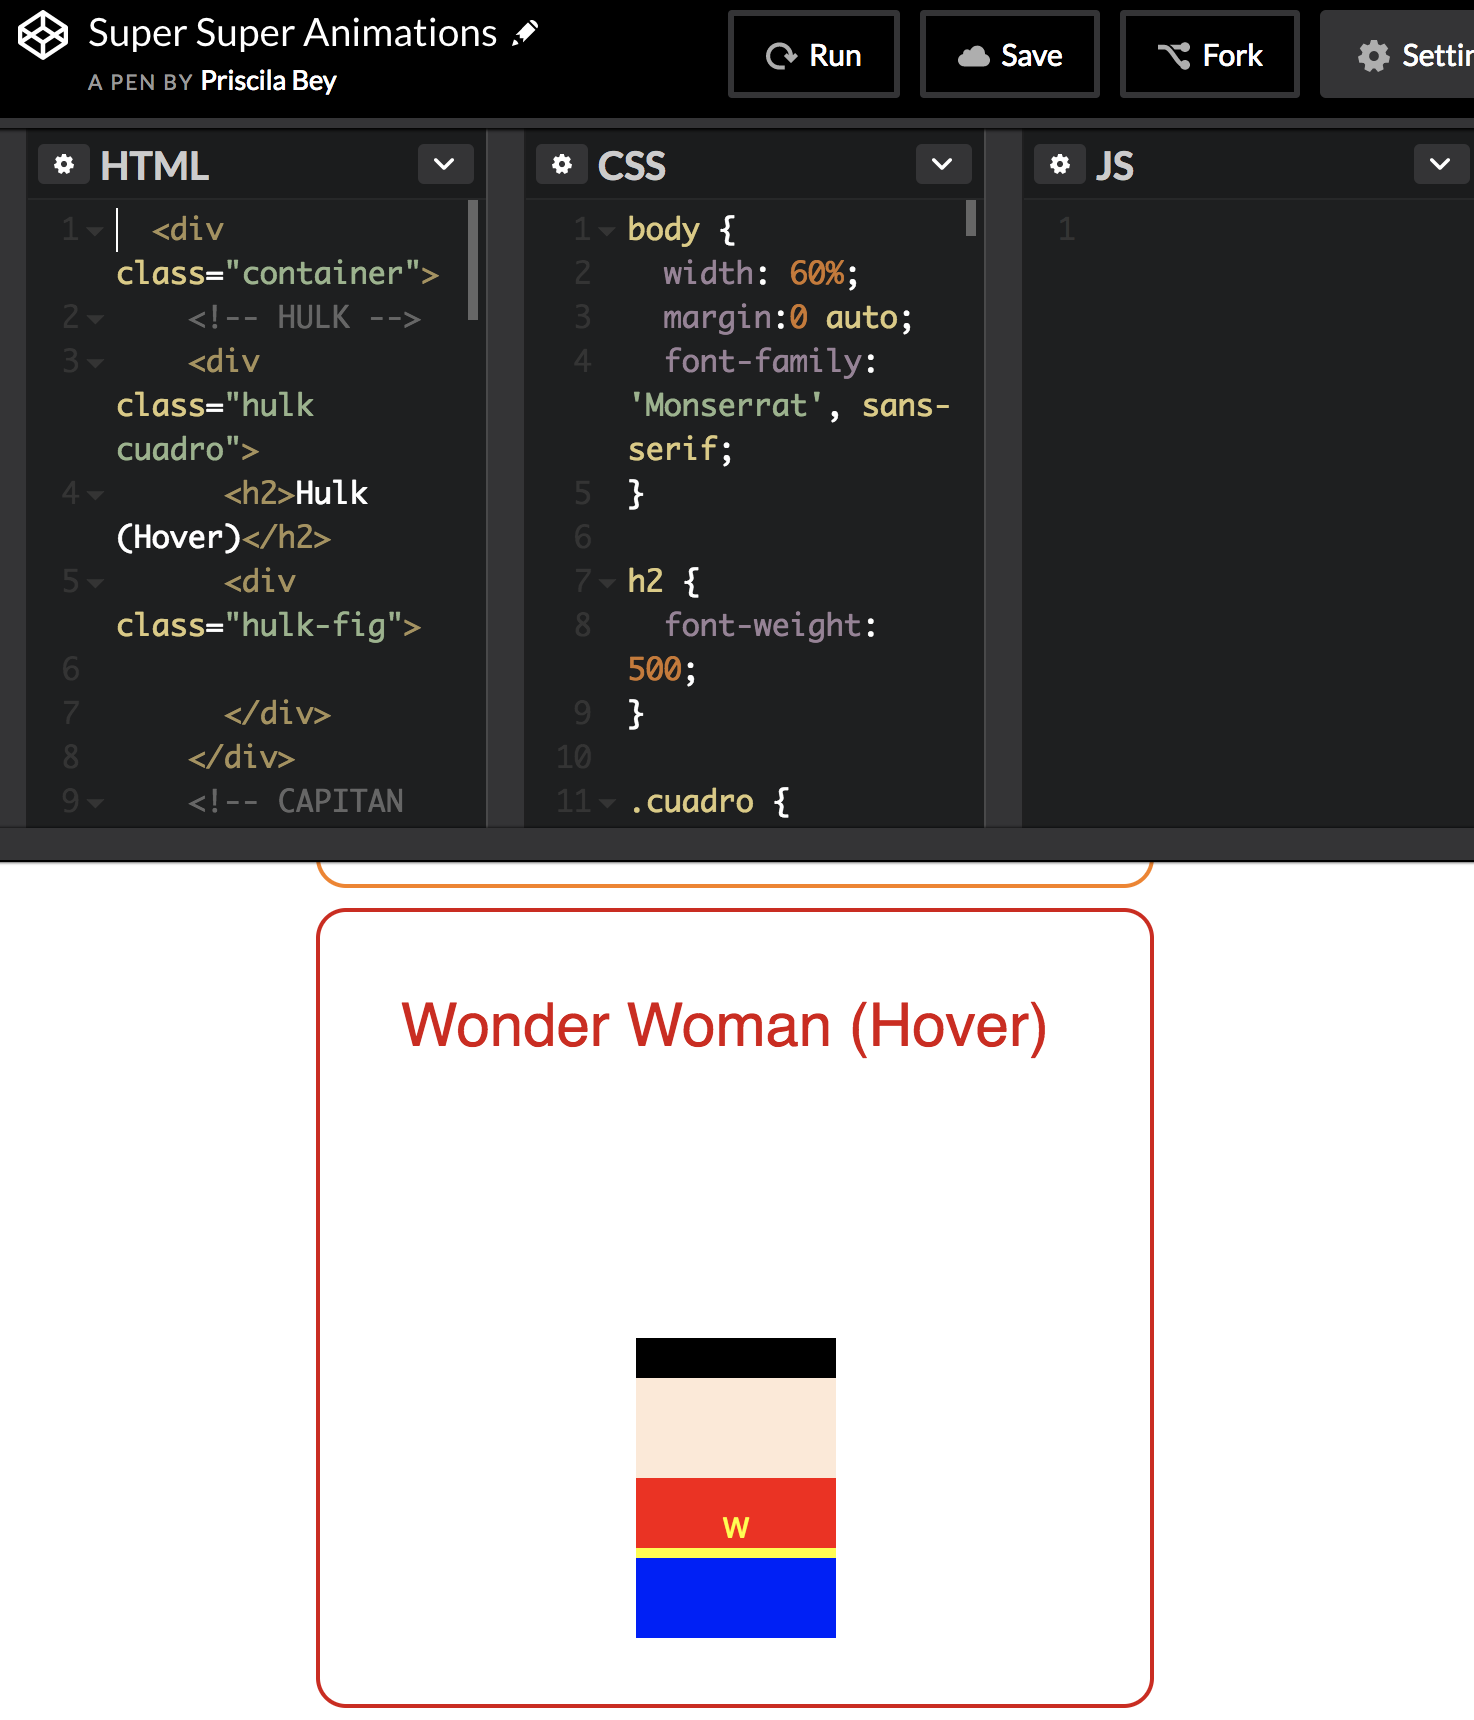 Super Super Animations
A PEN BY Priscila Bey
Run
Save
Fork
HTML
1 <div
class="container">
2 <!-- HULK -->
3 <div
class="hulk
cuadro">
4 <h2>Hulk
(Hover)</h2>
5 <div
class="hulk-fig">
6
7 </div>
8 </div>
9 <!-- CAPITAN
CSS
1 body {
2 width: 60%;
3 margin:0 auto;
4 font-family:
'Monserrat', sans-
serif;
5 }
6
7 h2 {
8 font-weight:
500;
9 }
10
11 .cuadro {
JS
1
Wonder Woman (Hover)
W